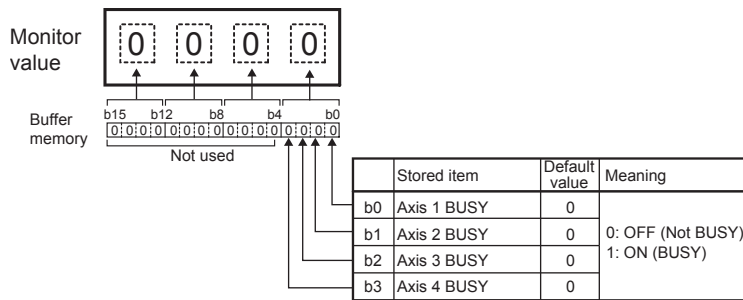 Monitor value
0 0 0 0
Buffer memory
b15 b12 b8 b4 b0
0 0 0 0 0 0 0 0 0 0 0 0 0 0 0 0
Not used
Stored item Default value Meaning
b0 Axis 1 BUSY 0
b1 Axis 2 BUSY 0
b2 Axis 3 BUSY 0
b3 Axis 4 BUSY 0
0: OFF (Not BUSY)
1: ON (BUSY)